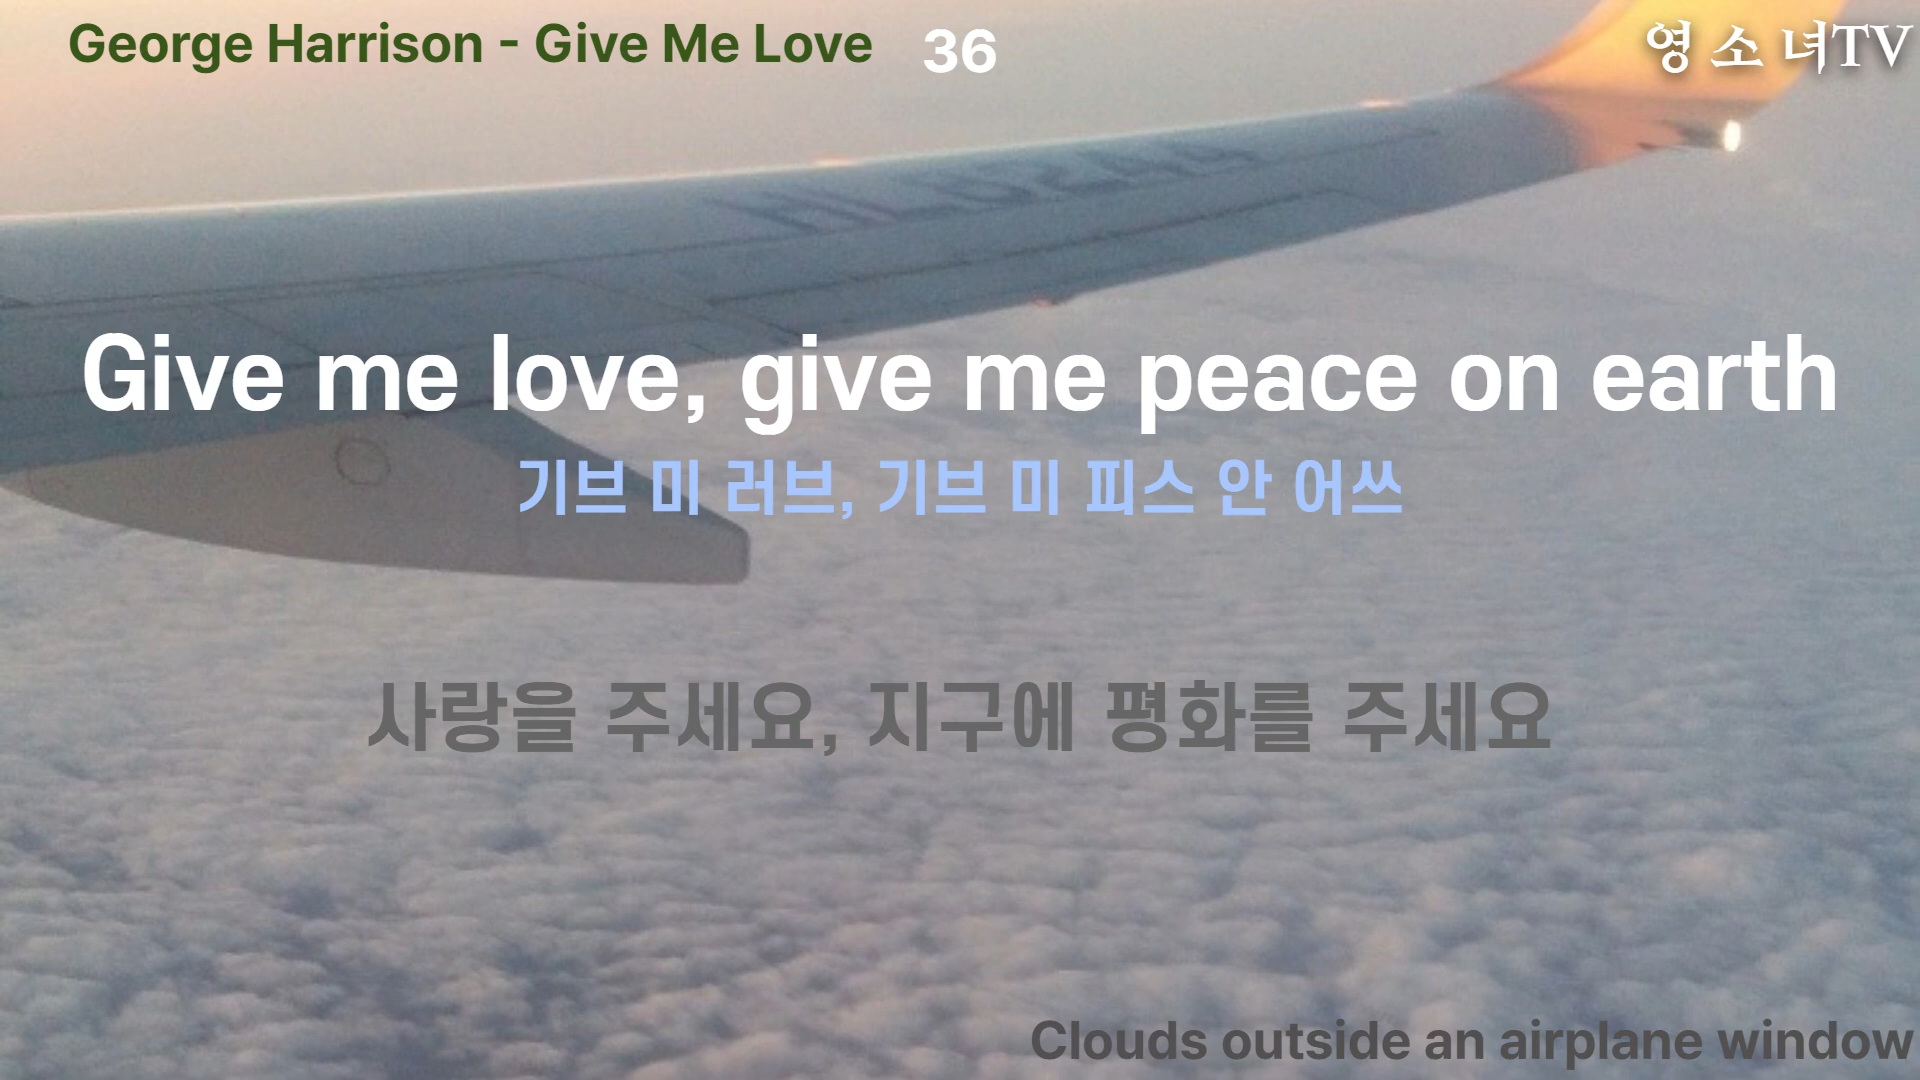 George Harrison - Give Me Love 36 영 소 녀TV
Give me love, give me peace on earth
기브 미 러브, 기브 미 피스 안 어쓰
사랑을 주세요, 지구에 평화를 주세요
Clouds outside an airplane window